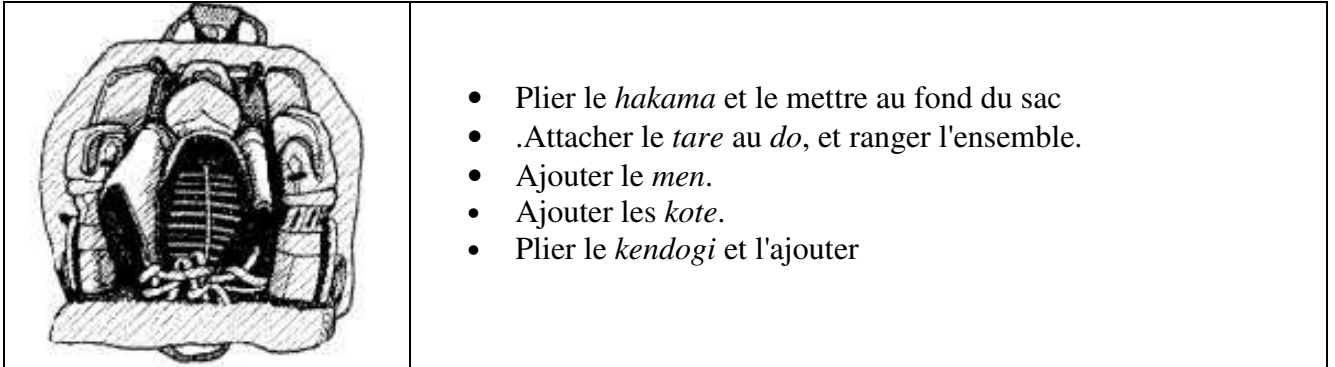 • Plier le hakama et le mettre au fond du sac
• .Attacher le tare au do, et ranger l'ensemble.
• Ajouter le men.
• Ajouter les kote.
• Plier le kendogi et l'ajouter